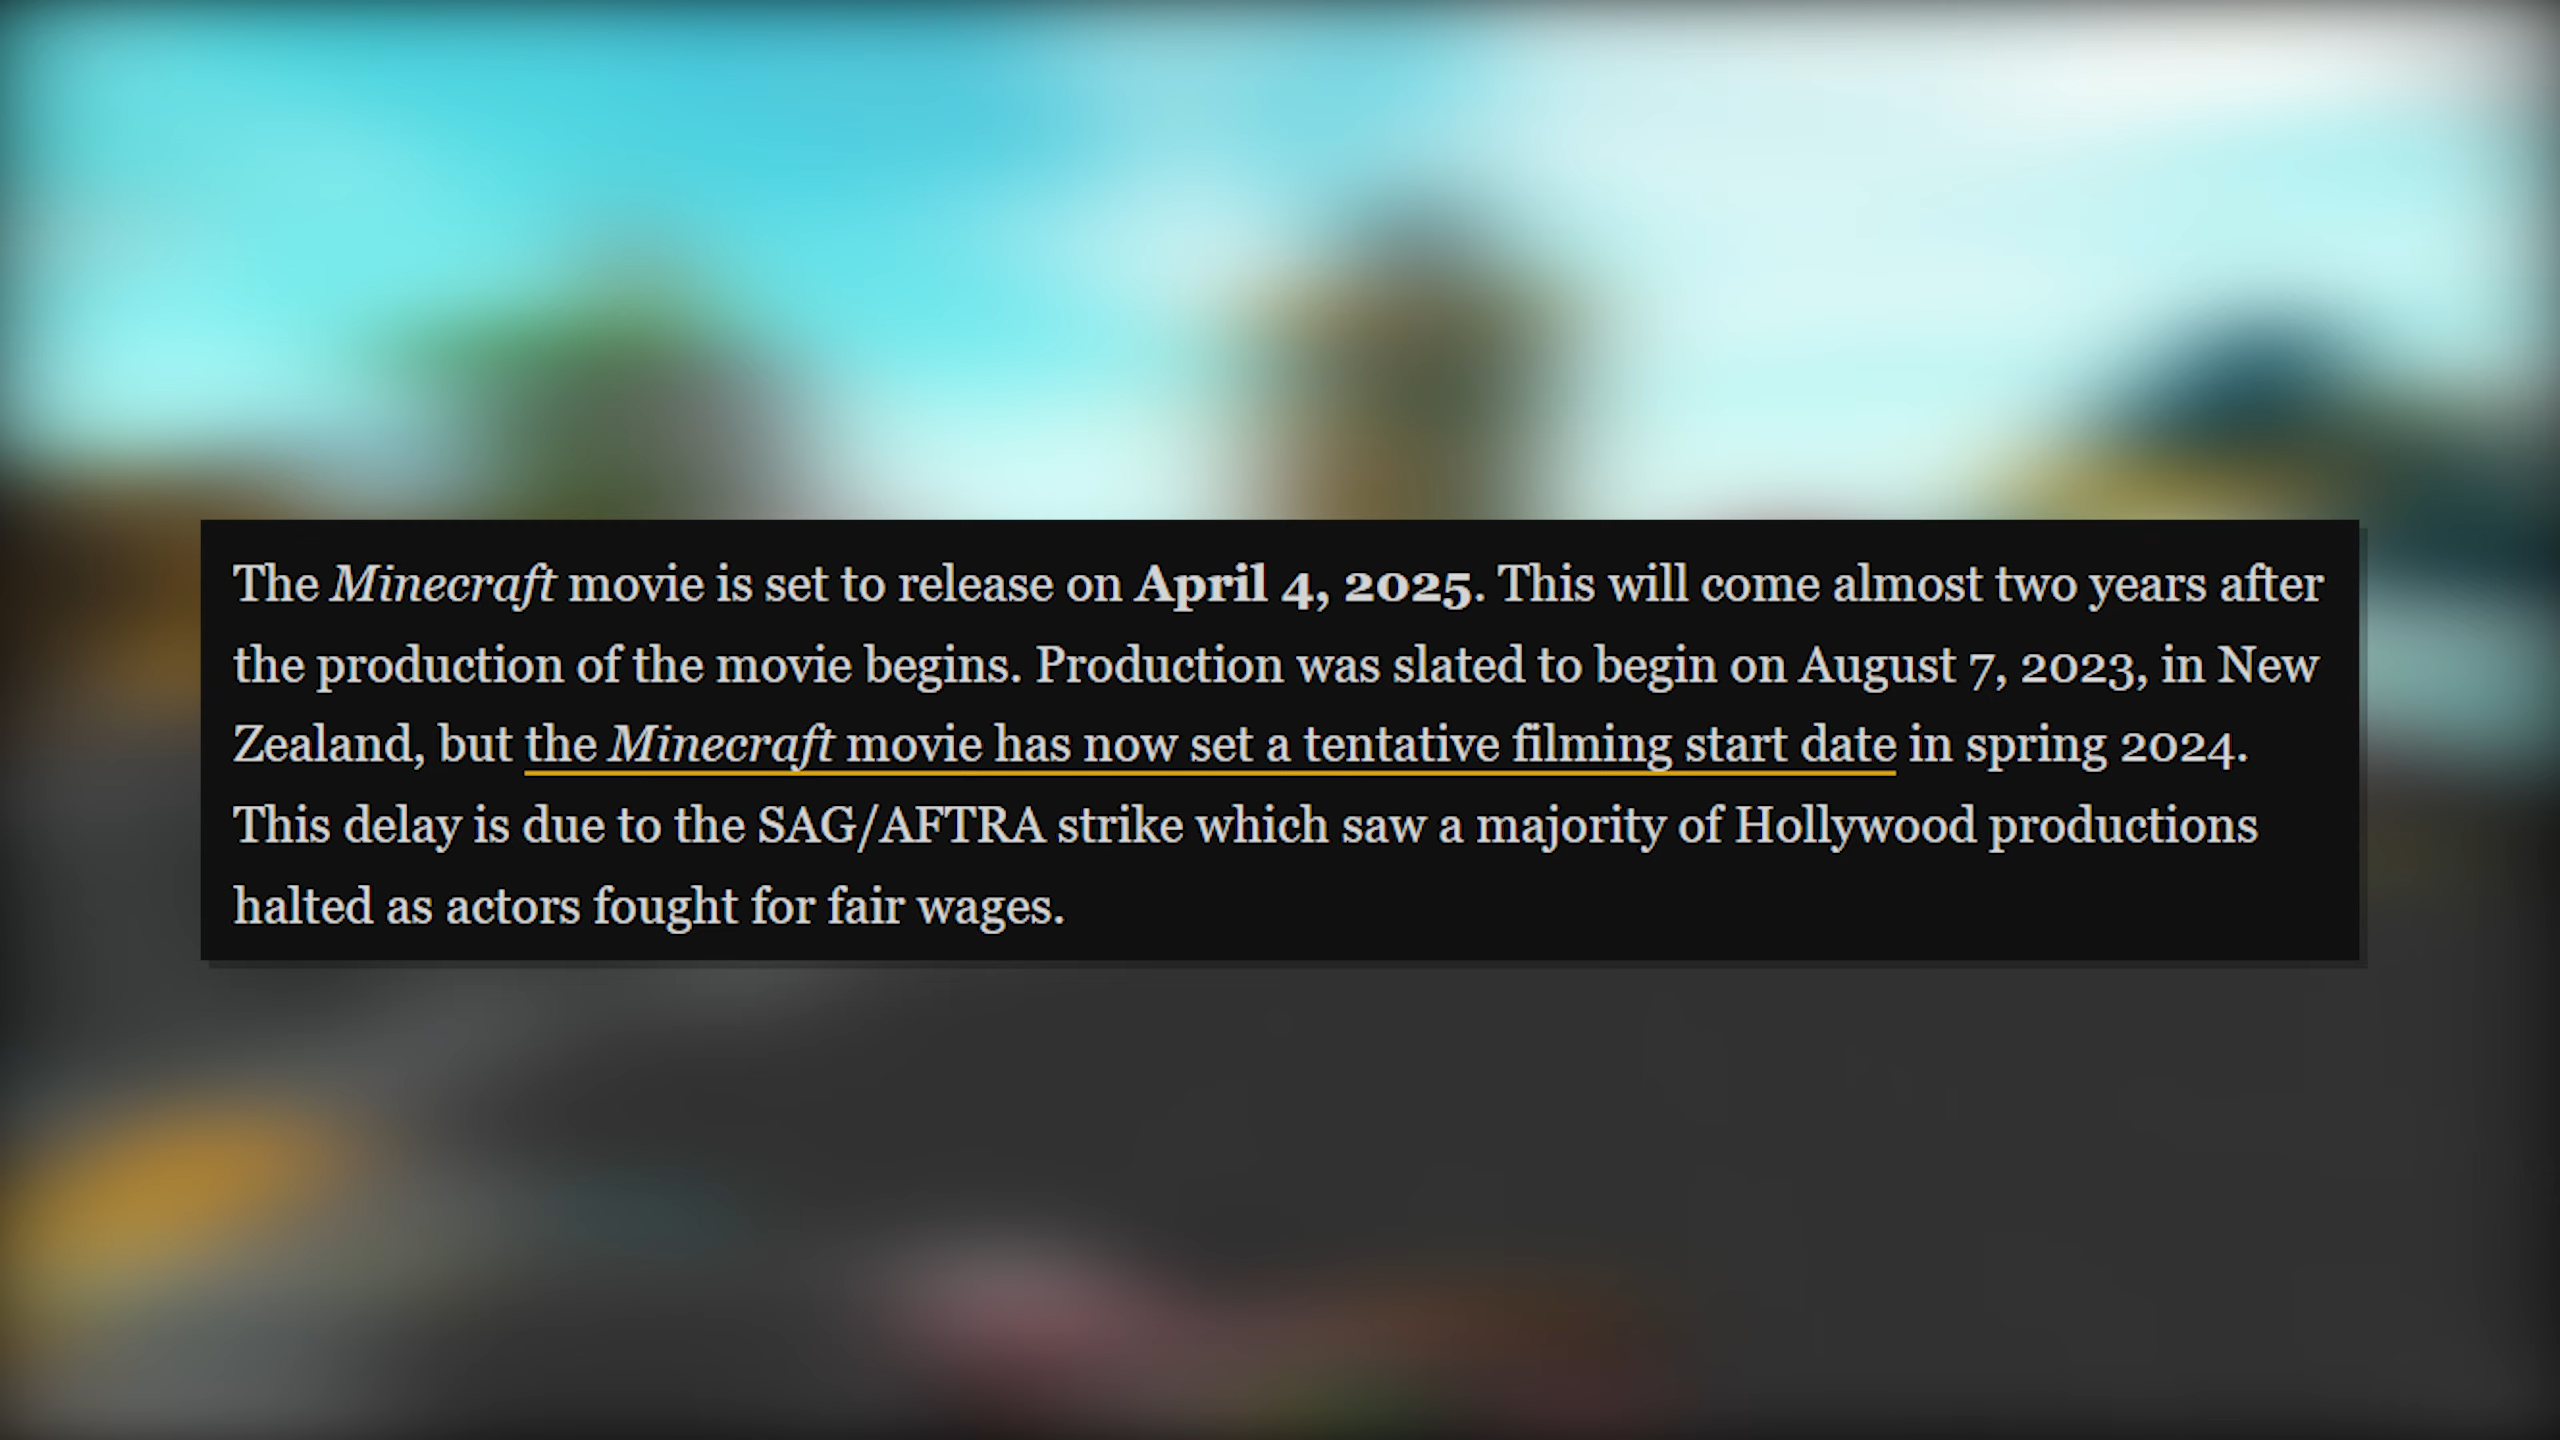 The Minecraft movie is set to release on April 4, 2025. This will come almost two years after
the production of the movie begins. Production was slated to begin on August 7, 2023, in New
Zealand, but the Minecraft movie has now set a tentative filming start date in spring 2024.
This delay is due to the SAG/AFTRA strike which saw a majority of Hollywood productions
halted as actors fought for fair wages.